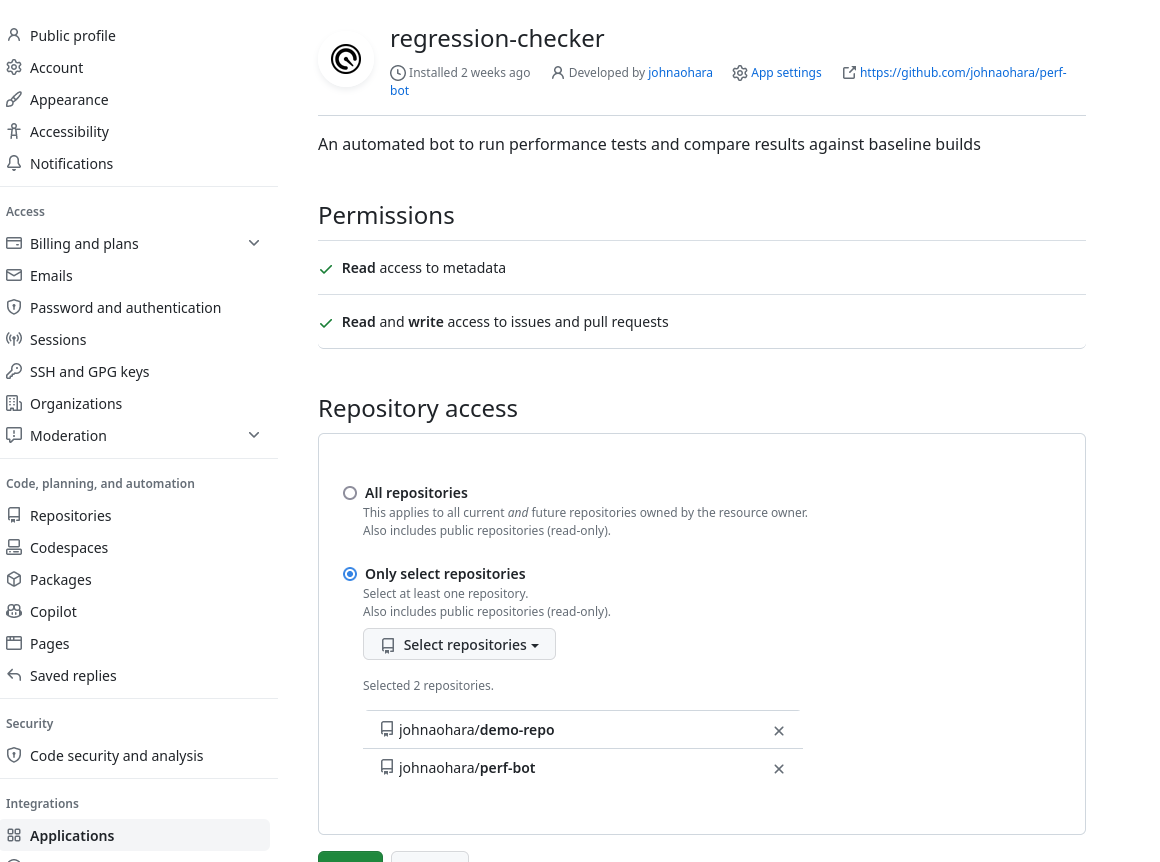 Public profile
Account
Appearance
Accessibility
Notifications
Access
Billing and plans
Emails
Password and authentication
Sessions
SSH and GPG keys
Organizations
Moderation
Code, planning, and automation
Repositories
Codespaces
Packages
Copilot
Pages
Saved replies
Security
Code security and analysis
Integrations
Applications
regression-checker
Installed 2 weeks ago Developed by johnaohara App settings https://github.com/johnaohara/perf-
bot
An automated bot to run performance tests and compare results against baseline builds
Permissions
Read access to metadata
Read and write access to issues and pull requests
Repository access
All repositories
This applies to all current and future repositories owned by the resource owner.
Also includes public repositories (read-only).
Only select repositories
Select at least one repository.
Also includes public repositories (read-only).
Select repositories
Selected 2 repositories.
johnaohara/demo-repo
johnaohara/perf-bot